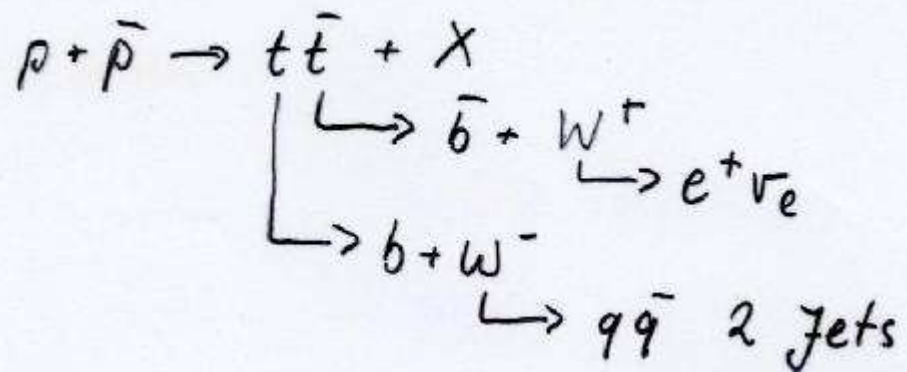 p + p̄ → t t̄ + X
→ b̄ + W⁺
→ e⁺ νₑ
→ b + W⁻
→ q q̄ 2 Jets